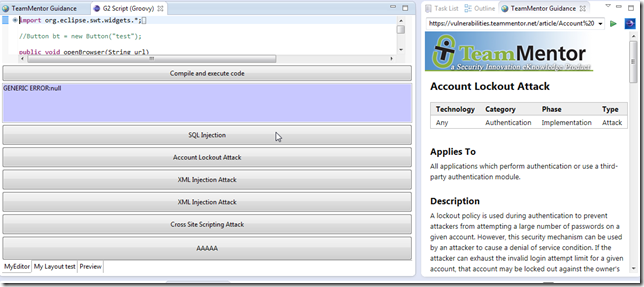 TeamMentor Guidance
G2 Script (Groovy)
import org.eclipse.swt.widgets.*;
//Button bt = new Button("test");
public void openBrowser(String url)
Compile and execute code
GENERIC ERROR:null
SQL Injection
Account Lockout Attack
XML Injection Attack
XML Injection Attack
Cross Site Scripting Attack
AAAAA
MyEditor My Layout test Preview
Task List Outline TeamMentor Guidance
https://vulnerabilities.teammentor.net/article/Account%20
TeamMentor
a Security Innovation eKnowledge Product
Account Lockout Attack
Technology Category Phase Type
Any Authentication Implementation Attack
Applies To
All applications which perform authentication or use a third-
party authentication module.
Description
A lockout policy is used during authentication to prevent
attackers from attempting a large number of passwords on
a given account. However, this security mechanism can be used
by an attacker to cause a denial of service condition. If the
attacker can exhaust the invalid login attempt limit for a given
account, that account may be locked out against the owner's